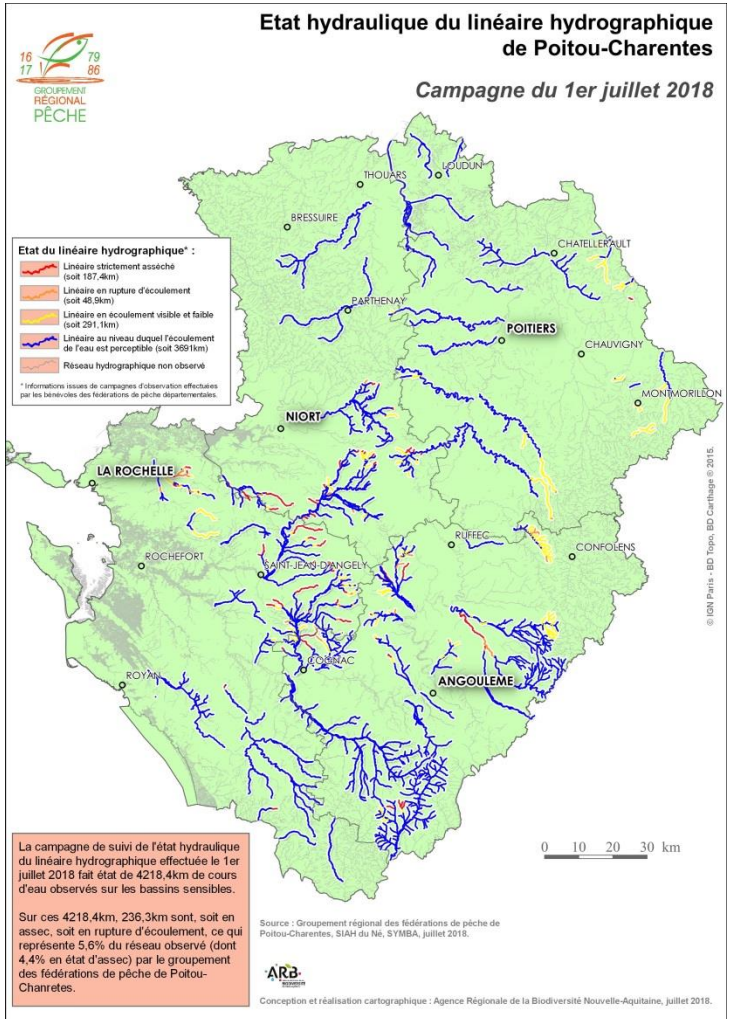 Etat hydraulique du linéaire hydrographique
de Poitou-Charentes
Campagne du 1er juillet 2018
16 79
17 86
GROUPEMENT
RÉGIONAL
PÊCHE
LOUDUN
THOUARS
BRESSUIRE
CHATELLERAULT
Etat du linéaire hydrographique* :
Linéaire strictement asséché
(soit 187,4km)
Linéaire en rupture d'écoulement
(soit 48,9km)
Linéaire en écoulement visible et faible
(soit 291,1km)
Linéaire au niveau duquel l'écoulement
de l'eau est perceptible (soit 3691km)
Réseau hydrographique non observé
* Informations issues de campagnes d'observation effectuées
par les bénévoles des fédérations de pêche départementales.
PARTHENAY
POITIERS
CHAUVIGNY
MONTMORILLON
NIORT
LA ROCHELLE
RUFFEC
CONFOLENS
ROCHEFORT
SAINT-JEAN-D'ANGELY
COGNAC
ROYAN
ANGOULEME
© IGN Paris - BD Topo, BD Carthage © 2015.
0 10 20 30 km
La campagne de suivi de l'état hydraulique
du linéaire hydrographique effectuée le 1er
juillet 2018 fait état de 4218,4km de cours
d'eau observés sur les bassins sensibles.
Sur ces 4218,4km, 236,3km sont, soit en
assec, soit en rupture d'écoulement, ce qui
représente 5,6% du réseau observé (dont
4,4% en état d'assec) par le groupement
des fédérations de pêche de Poitou-
Chanretes.
Source : Groupement régional des fédérations de pêche de
Poitou-Charentes, SIAH du Né, SYMBA, juillet 2018.
ARB
Conception et réalisation cartographique : Agence Régionale de la Biodiversité Nouvelle-Aquitaine, juillet 2018.